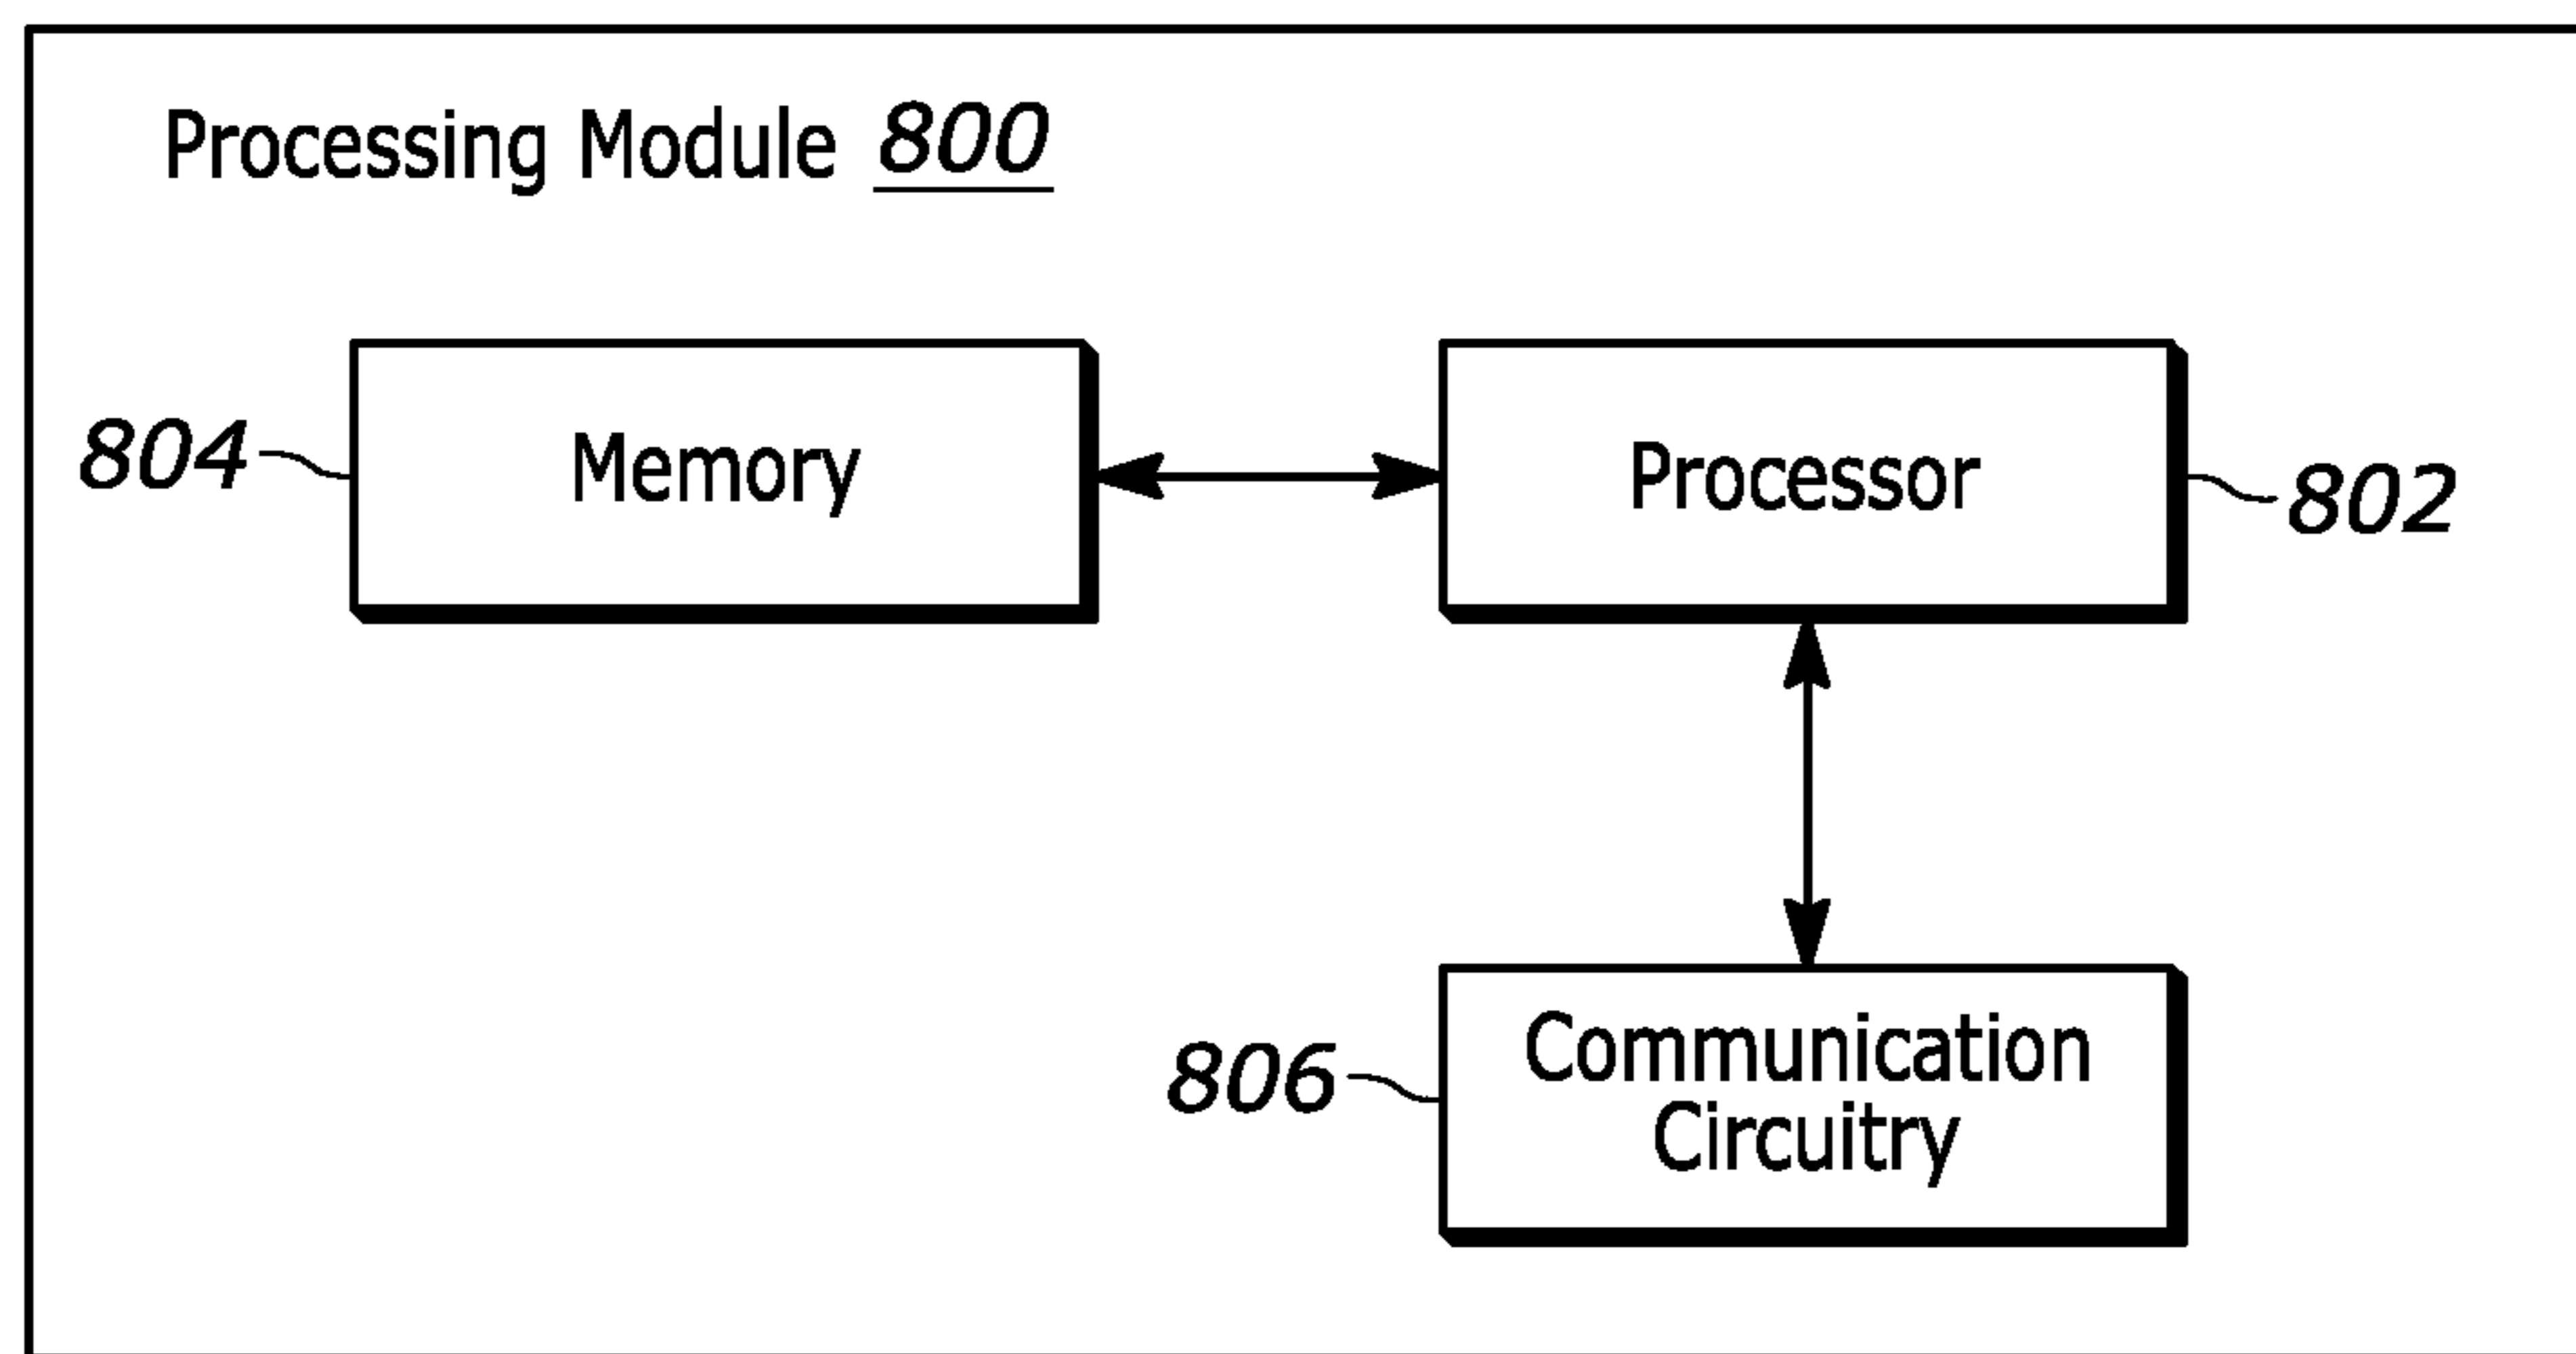 Processing Module 800
804
Memory
Processor
802
806
Communication
Circuitry